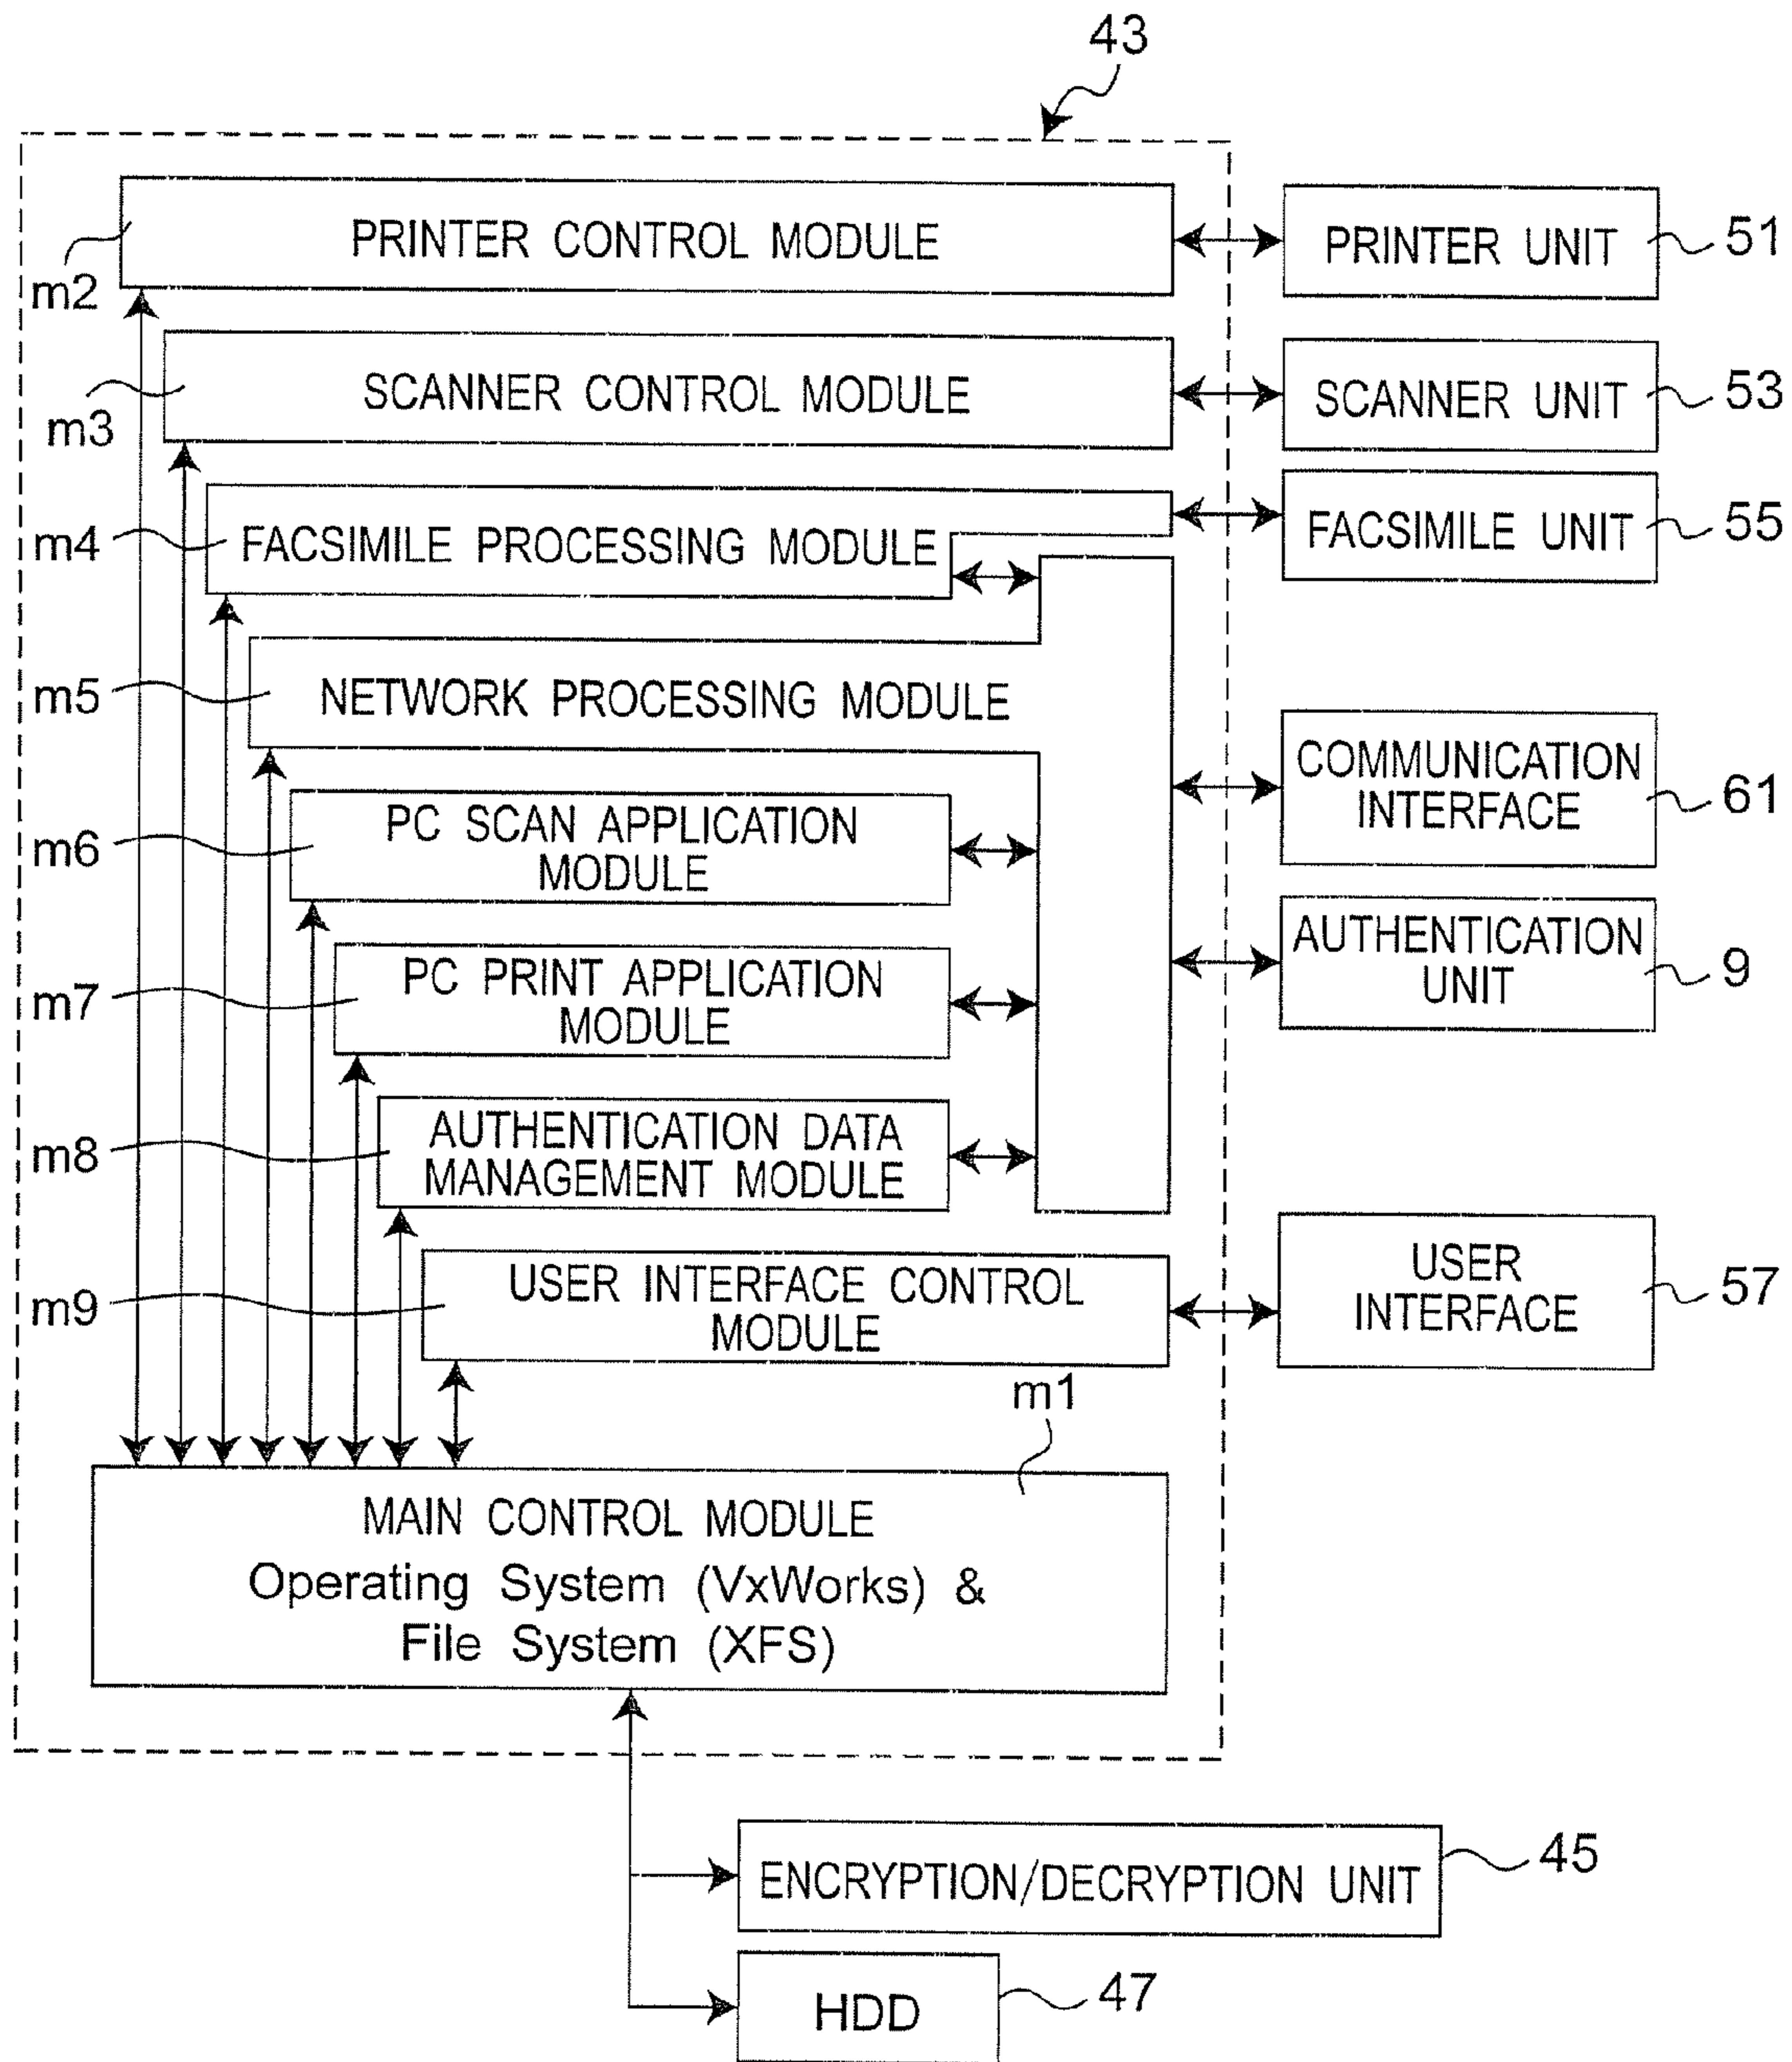 43
PRINTER CONTROL MODULE
m2
PRINTER UNIT
51
SCANNER CONTROL MODULE
m3
SCANNER UNIT
53
FACSIMILE PROCESSING MODULE
m4
FACSIMILE UNIT
55
NETWORK PROCESSING MODULE
m5
COMMUNICATION
INTERFACE
61
PC SCAN APPLICATION
MODULE
m6
AUTHENTICATION
UNIT
9
PC PRINT APPLICATION
MODULE
m7
AUTHENTICATION DATA
MANAGEMENT MODULE
m8
USER INTERFACE CONTROL
MODULE
m9
USER
INTERFACE
57
m1
MAIN CONTROL MODULE
Operating System (VxWorks) &
File System (XFS)
ENCRYPTION/DECRYPTION UNIT
45
HDD
47